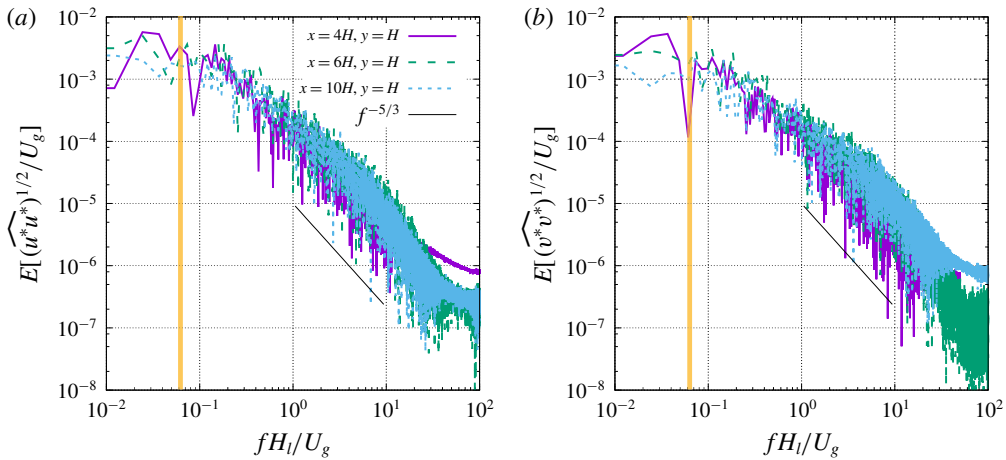 (a)
10^{-2}
10^{-3}
10^{-4}
10^{-5}
10^{-6}
10^{-7}
10^{-8}
E[\widehat{(u^*u^*)}^{1/2}/U_g]
x = 4H, y = H
x = 6H, y = H
x = 10H, y = H
f^{-5/3}
10^{-2} 10^{-1} 10^0 10^1 10^2
fH_l/U_g
(b)
10^{-2}
10^{-3}
10^{-4}
10^{-5}
10^{-6}
10^{-7}
10^{-8}
E[\widehat{(v^*v^*)}^{1/2}/U_g]
10^{-2} 10^{-1} 10^0 10^1 10^2
fH_l/U_g